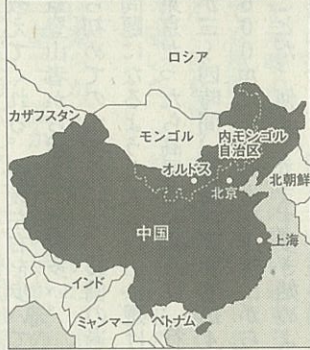 ロシア
カザフスタン
モンゴル
内モンゴル
自治区
オルドス
北京
北朝鮮
中国
上海
インド
ミャンマー
ベトナム